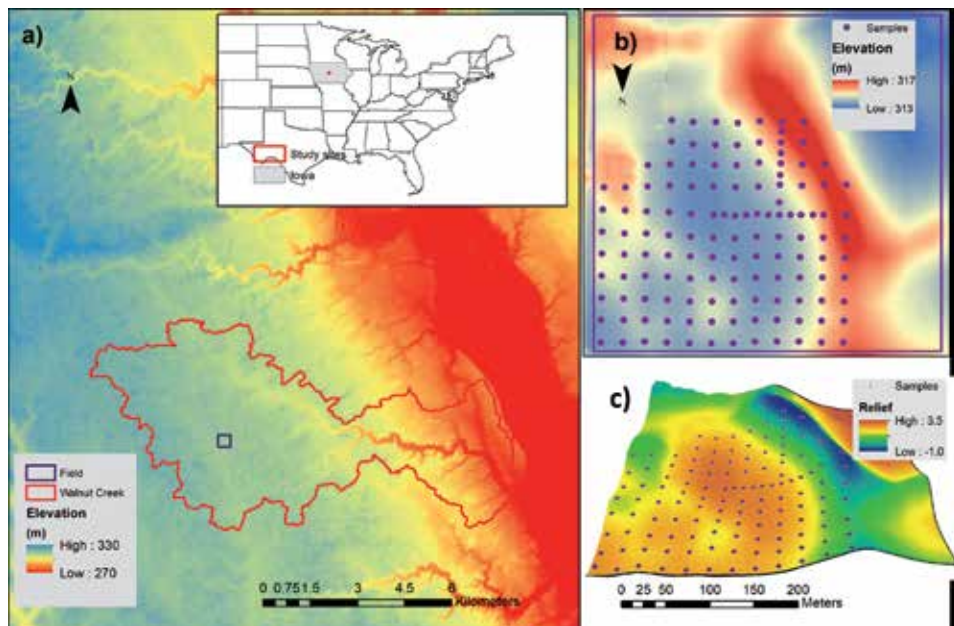 a)
N
Study sites
Iowa
Field
Walnut Creek
Elevation
(m)
High : 330
Low : 270
0 0.75 1.5 3 4.5 6
Kilometers
b)
N
Samples
Elevation
(m)
High : 317
Low : 313
c)
Samples
Relief
High : 3.5
Low : -1.0
0 25 50 100 150 200
Meters